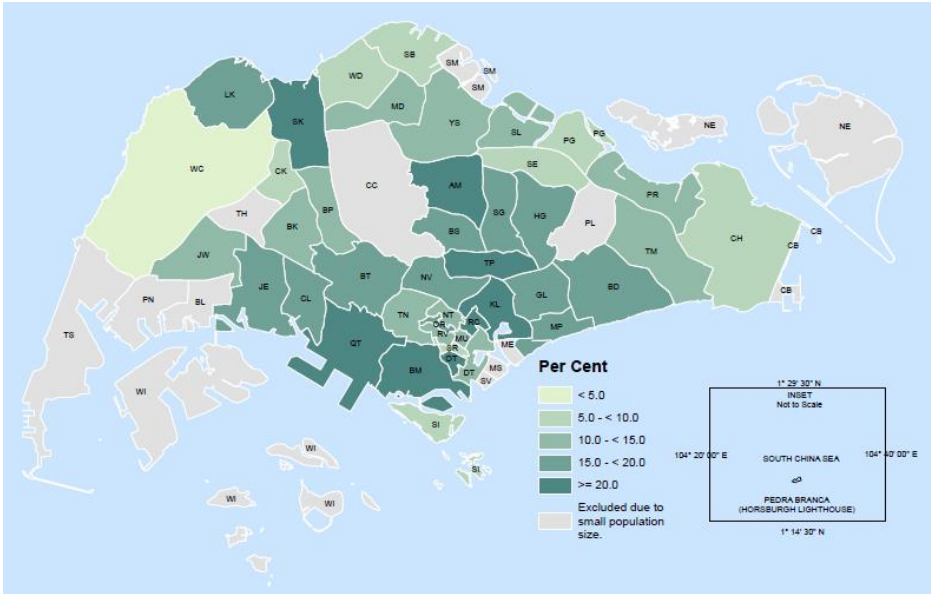 SB
SM
SM
SM
WD
LK
MD
SK
YS
SL
PG
PG
NE
NE
SE
WC
CK
CC
AM
PR
BP
SG
HG
PL
TH
BK
BS
CH
CB
CB
JW
TM
TP
BT
NV
JE
CL
BD
CB
PN
BL
KL
GL
TN
NT
RC
OR
RV
MU
MP
TS
QT
SR
ME
OT
BM
DT
MS
SV
WI
SI
WI
SI
WI
WI
Per Cent
< 5.0
5.0 - < 10.0
10.0 - < 15.0
15.0 - < 20.0
>= 20.0
Excluded due to
small population
size.
1° 29' 30" N
INSET
Not to Scale
104° 20' 00" E
104° 40' 00" E
SOUTH CHINA SEA
PEDRA BRANCA
(HORSBURGH LIGHTHOUSE)
1° 14' 30" N